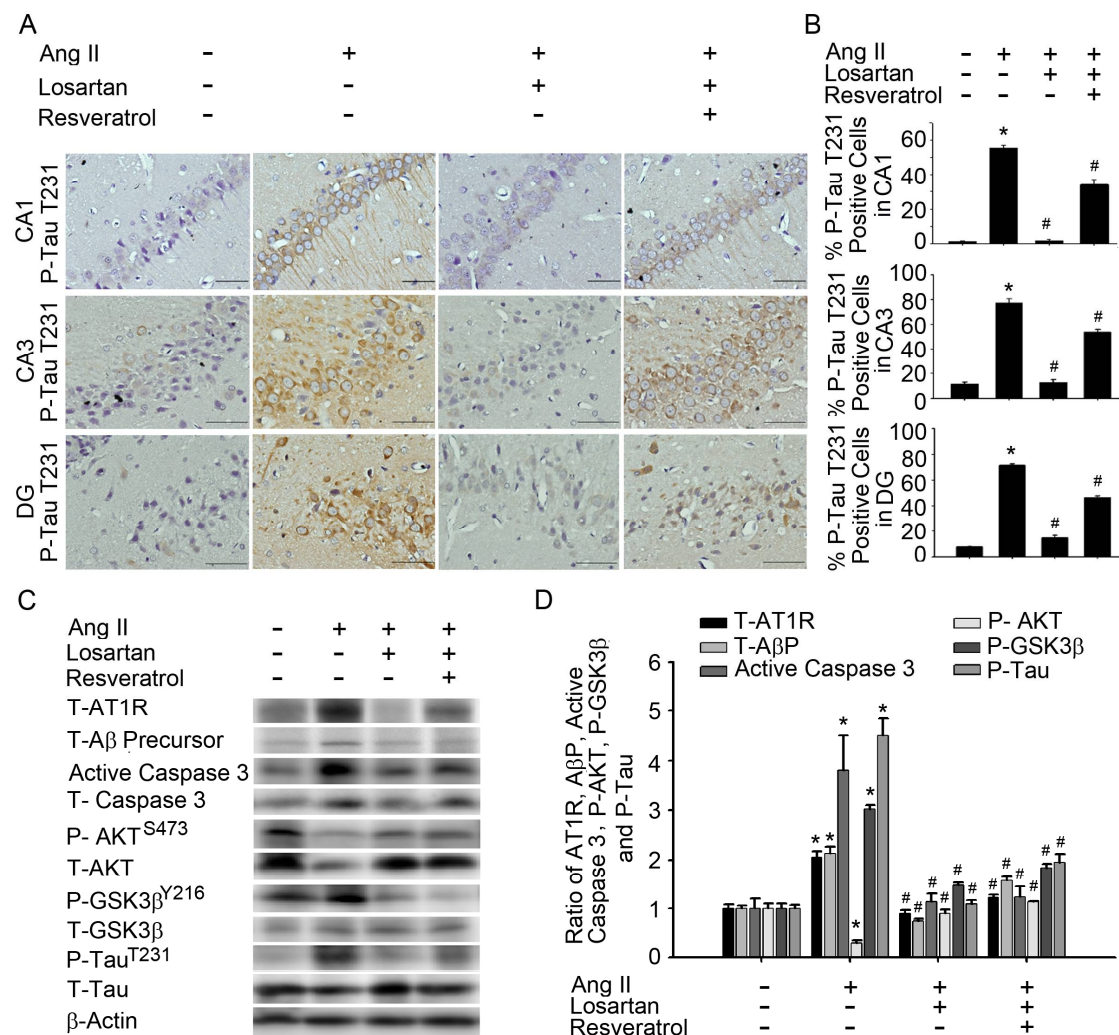 A
Ang II - + + +
Losartan - - + +
Resveratrol - - - +
CA1
P-Tau T231
CA3
P-Tau T231
DG
P-Tau T231
B
Ang II - + + +
Losartan - - + +
Resveratrol - - - +
% P-Tau T231
Positive Cells
in CA1
60
40
20
0
* # #
% P-Tau T231
Positive Cells
in CA3
100
80
60
40
20
0
* # #
% P-Tau T231
Positive Cells
in DG
100
80
60
40
20
0
* # #
C
Ang II - + + +
Losartan - - + +
Resveratrol - - - +
T-AT1R
T-Aβ Precursor
Active Caspase 3
T- Caspase 3
P- AKT S473
T-AKT
P-GSK3β Y216
T-GSK3β
P-Tau T231
T-Tau
β-Actin
D
T-AT1R
T-AβP
Active Caspase 3
P- AKT
P-GSK3β
P-Tau
Ratio of AT1R, AβP, Active
Caspase 3, P-AKT, P-GSK3β
and P-Tau
6
5
4
3
2
1
0
* * * * * *
# # # # # #
# # # # # #
Ang II - + + +
Losartan - - + +
Resveratrol - - - +